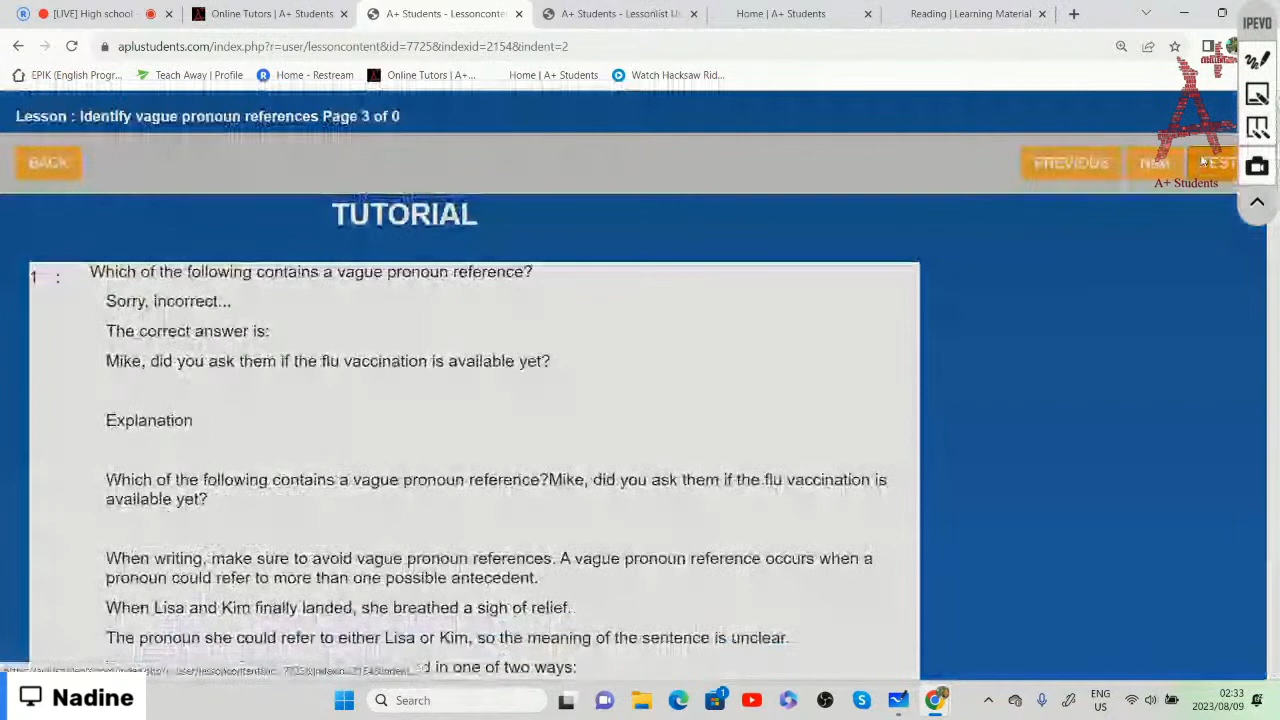 [LIVE] High school
Online Tutors | A+ Students
A+ Students - Lessonconte
A+ Students - Lessonlist U
Home | A+ Students
Reading | Learning Material
IPEVO
aplustudents.com/index.php?r=user/lessoncontent&id=7725&indexid=2154&indent=2
EPIK (English Progr...
Teach Away | Profile
Home - Restream
Online Tutors | A+...
Home | A+ Students
Watch Hacksaw Rid...
Lesson : Identify vague pronoun references Page 3 of 0
BACK
PREVIOUS
A+ Students
TUTORIAL
1 : Which of the following contains a vague pronoun reference?
Sorry, incorrect...
The correct answer is:
Mike, did you ask them if the flu vaccination is available yet?
Explanation
Which of the following contains a vague pronoun reference?Mike, did you ask them if the flu vaccination is
available yet?
When writing, make sure to avoid vague pronoun references. A vague pronoun reference occurs when a
pronoun could refer to more than one possible antecedent.
When Lisa and Kim finally landed, she breathed a sigh of relief.
The pronoun she could refer to either Lisa or Kim, so the meaning of the sentence is unclear.
in one of two ways:
Nadine
Search
1
ENG
US
02:33
2023/08/09